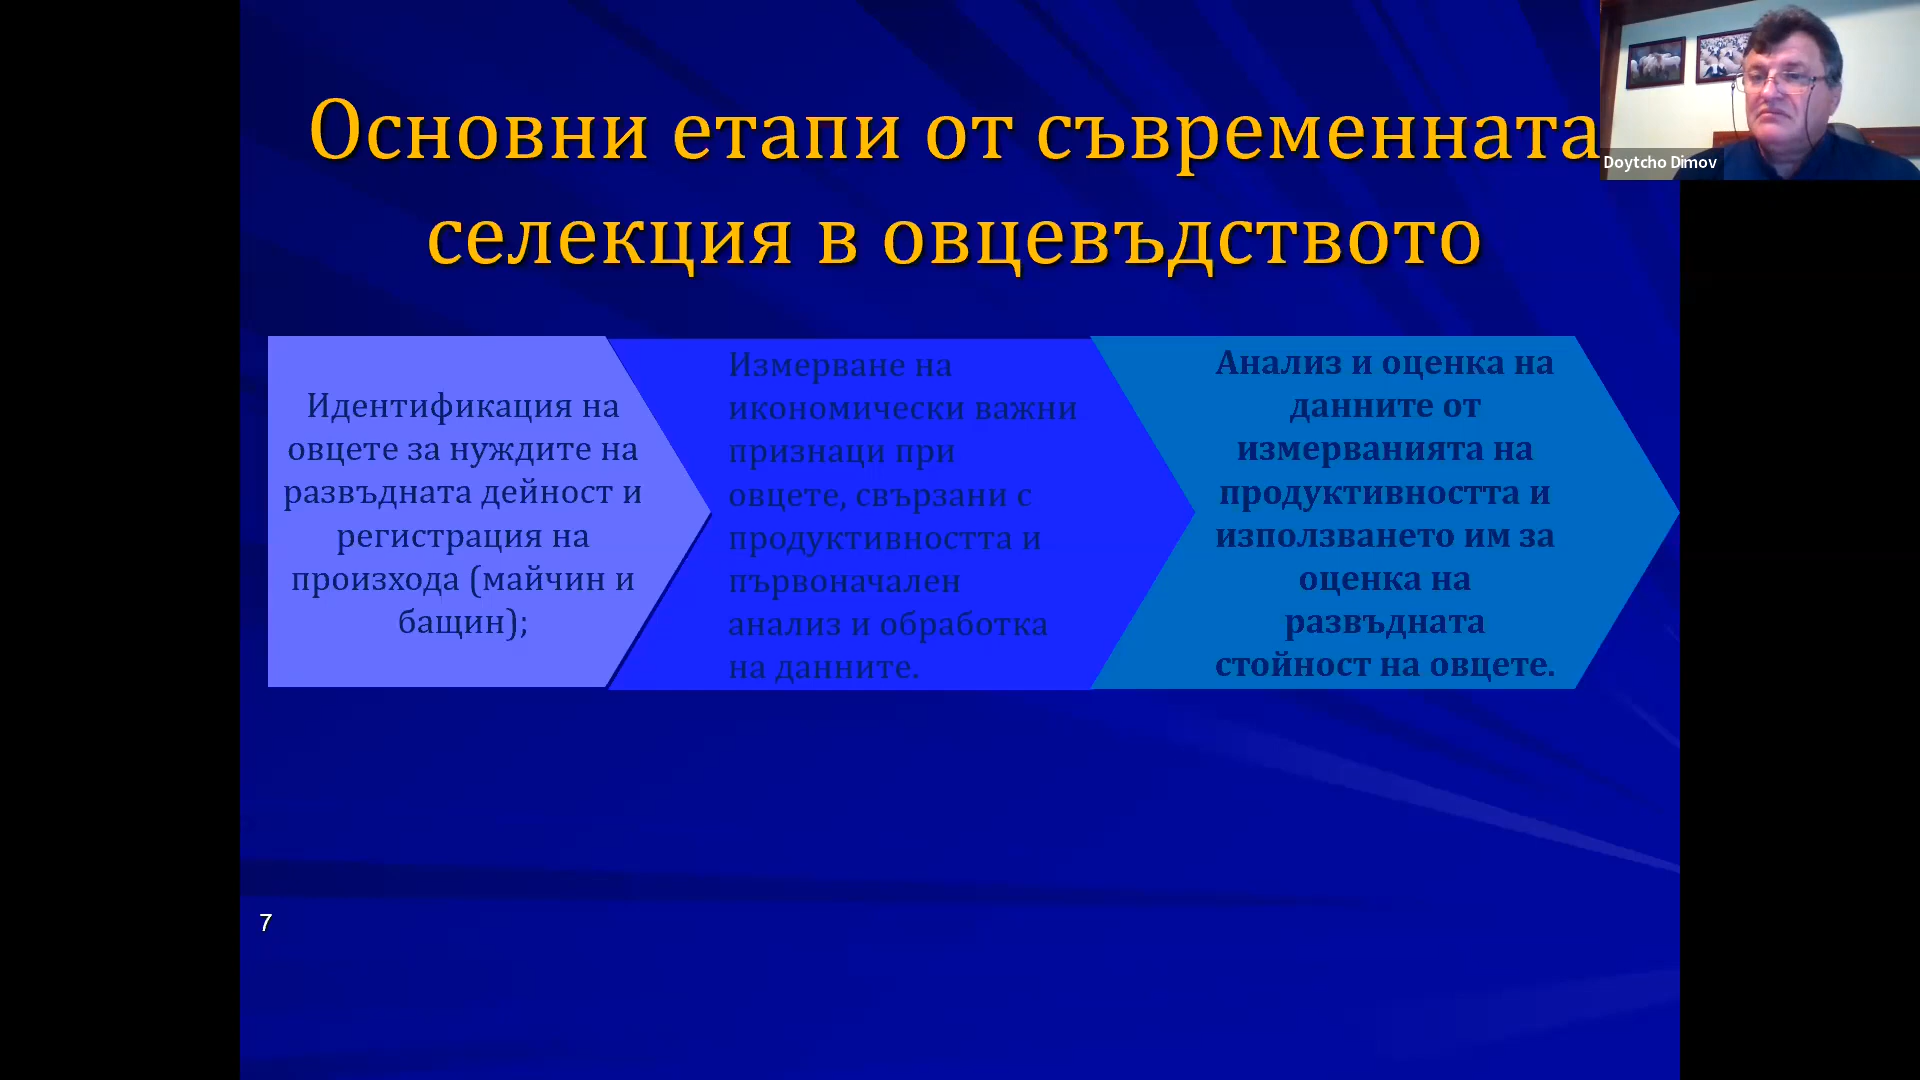 Основни етапи от съвременната
селекция в овцевъдството
Doytcho Dimov
Идентификация на
овцете за нуждите на
развъдната дейност и
регистрация на
произхода (майчин и
бащин);
Измерване на
икономически важни
признаци при
овцете, свързани с
продуктивността и
първоначален
анализ и обработка
на данните.
Анализ и оценка на
данните от
измерванията на
продуктивността и
използването им за
оценка на
развъдната
стойност на овцете.
7